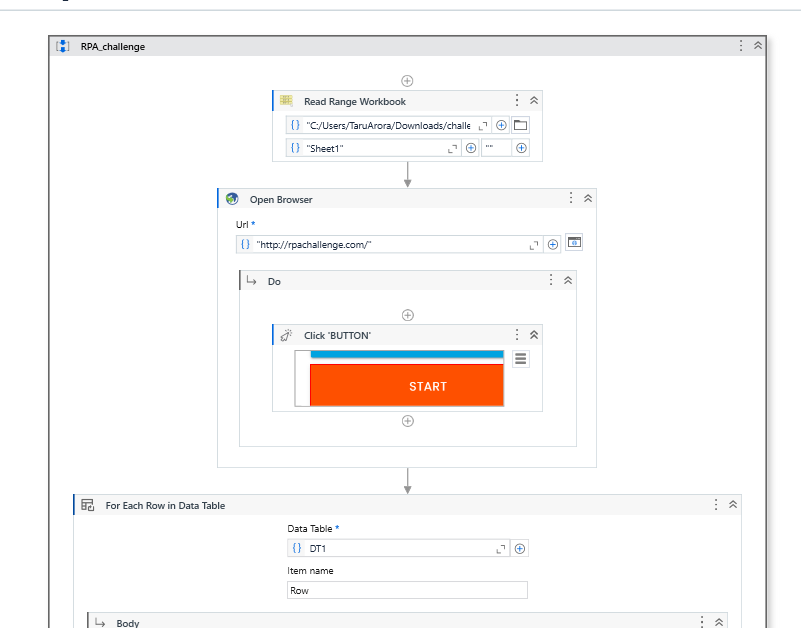 RPA_challenge
Read Range Workbook
"C:/Users/TaruArora/Downloads/challe
"Sheet1" ""
Open Browser
Url *
"http://rpachallenge.com/"
Do
Click 'BUTTON'
START
For Each Row in Data Table
Data Table *
DT1
Item name
Row
Body